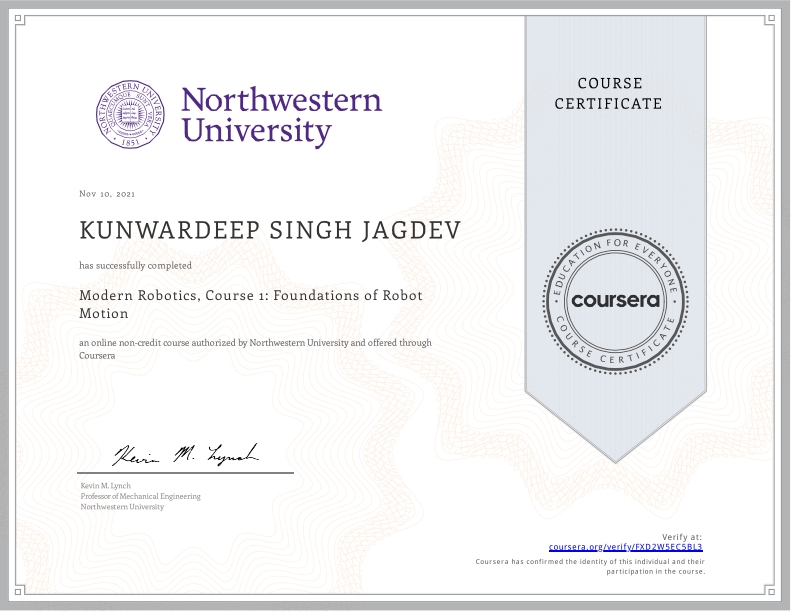 Northwestern
University
NORTHWESTERN UNIVERSITY
1851
COURSE
CERTIFICATE
Nov 10, 2021
KUNWARDEEP SINGH JAGDEV
has successfully completed
Modern Robotics, Course 1: Foundations of Robot
Motion
an online non-credit course authorized by Northwestern University and offered through
Coursera
EDUCATION FOR EVERYONE
coursera
COURSE CERTIFICATE
Kevin M. Lynch
Kevin M. Lynch
Professor of Mechanical Engineering
Northwestern University
Verify at:
coursera.org/verify/FXD2W5EC5BL3
Coursera has confirmed the identity of this individual and their
participation in the course.